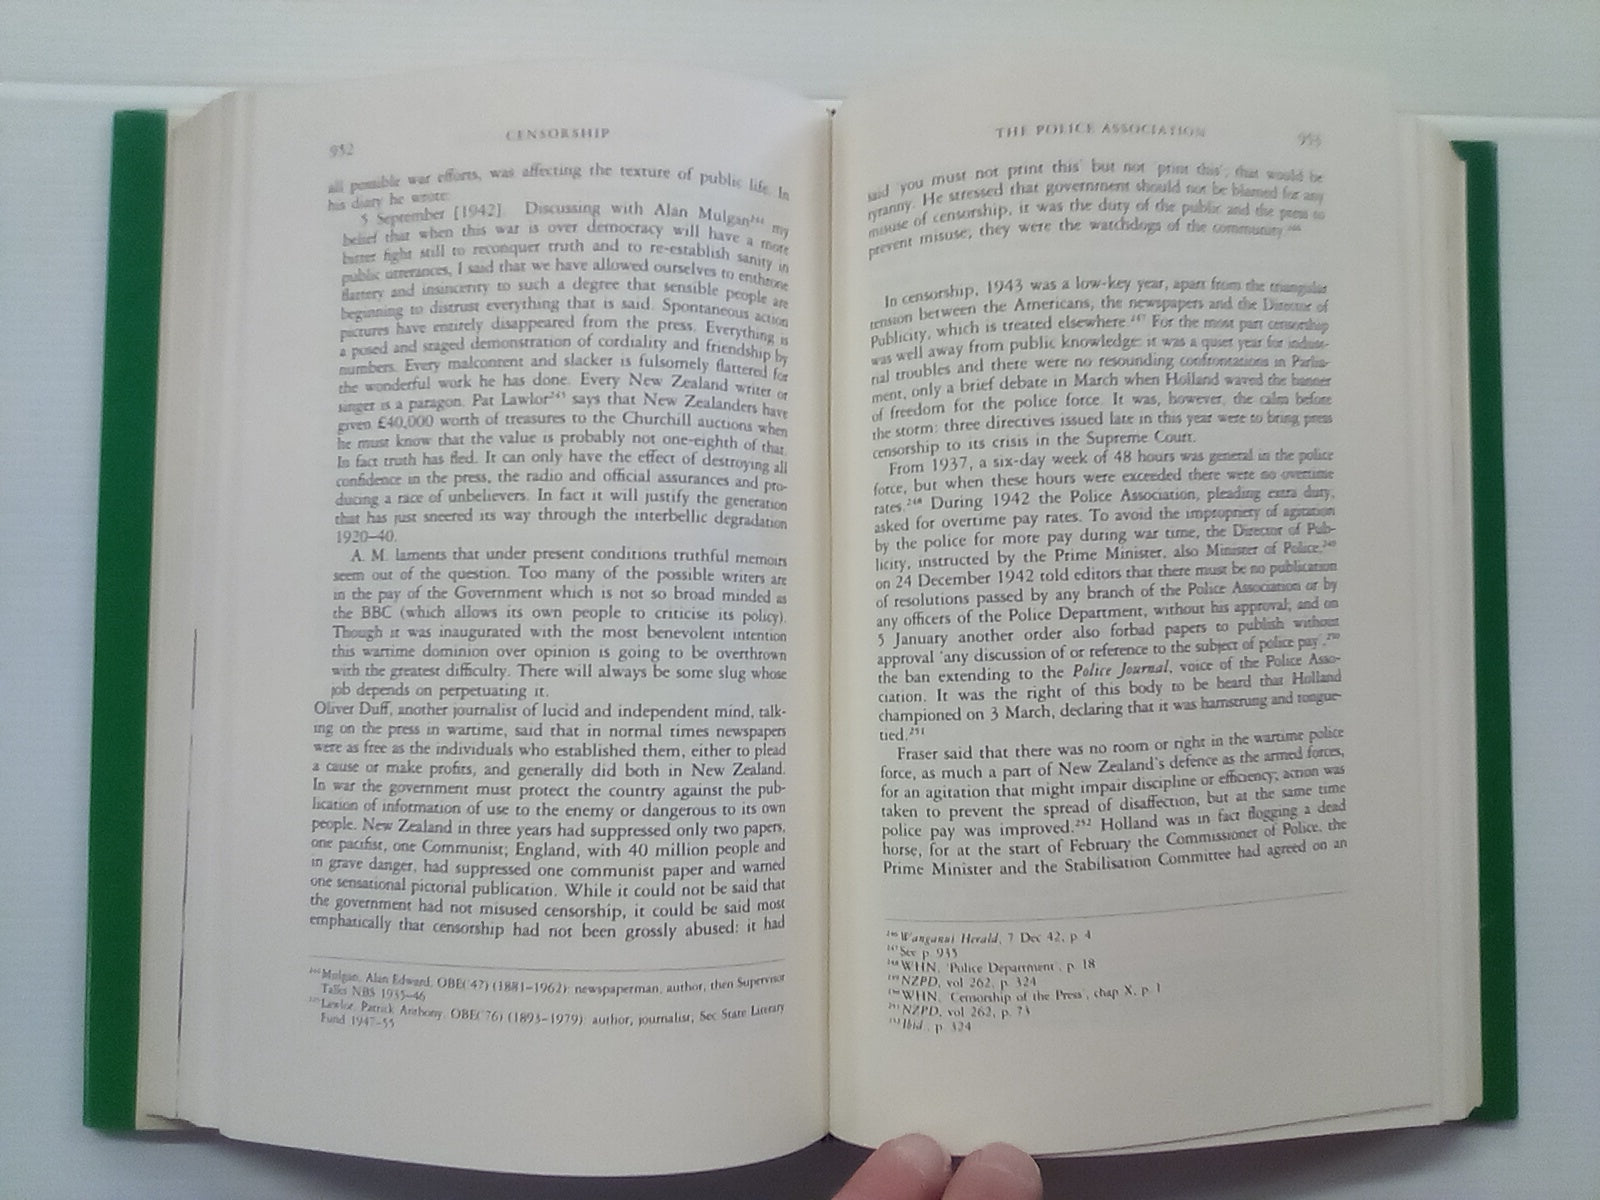 952
CENSORSHIP
all possible war efforts, was affecting the texture of public life. In
his diary he wrote:
5 September [1942]. Discussing with Alan Mulgan²⁴⁴ my
belief that when this war is over democracy will have a more
bitter fight still to reconquer truth and to re-establish sanity in
public utterances, I said that we have allowed ourselves to enthrone
flattery and insincerity to such a degree that sensible people are
beginning to distrust everything that is said. Spontaneous action
pictures have entirely disappeared from the press. Everything is
a posed and staged demonstration of cordiality and friendship by
numbers. Every malcontent and slacker is fulsomely flattered for
the wonderful work he has done. Every New Zealand writer or
singer is a paragon. Pat Lawlor²⁴⁵ says that New Zealanders have
given £40,000 worth of treasures to the Churchill auctions when
he must know that the value is probably not one-eighth of that.
In fact truth has fled. It can only have the effect of destroying all
confidence in the press, the radio and official assurances and pro-
ducing a race of unbelievers. In fact it will justify the generation
that has just sneered its way through the interbellic degradation
1920–40.
A. M. laments that under present conditions truthful memoirs
seem out of the question. Too many of the possible writers are
in the pay of the Government which is not so broad minded as
the BBC (which allows its own people to criticise its policy).
Though it was inaugurated with the most benevolent intention
this wartime dominion over opinion is going to be overthrown
with the greatest difficulty. There will always be some slug whose
job depends on perpetuating it.
Oliver Duff, another journalist of lucid and independent mind, talk-
ing on the press in wartime, said that in normal times newspapers
were as free as the individuals who established them, either to plead
a cause or make profits, and generally did both in New Zealand.
In war the government must protect the country against the pub-
lication of information of use to the enemy or dangerous to its own
people. New Zealand in three years had suppressed only two papers,
one pacifist, one Communist; England, with 40 million people and
in grave danger, had suppressed one communist paper and warned
one sensational pictorial publication. While it could not be said that
the government had not misused censorship, it could be said most
emphatically that censorship had not been grossly abused: it had
²⁴⁴Mulgan, Alan Edward, OBE('47) (1881–1962): newspaperman, author, then Supervisor
Talks NBS 1935–46
²⁴⁵Lawlor, Patrick Anthony, OBE('76) (1893–1979): author, journalist, Sec State Literary
Fund 1947–55
THE POLICE ASSOCIATION
953
said 'you must not print this' but not 'print this'; that would be
tyranny. He stressed that government should not be blamed for any
misuse of censorship, it was the duty of the public and the press to
prevent misuse; they were the watchdogs of the community.²⁴⁶
In censorship, 1943 was a low-key year, apart from the triangular
tension between the Americans, the newspapers and the Director of
Publicity, which is treated elsewhere.²⁴⁷ For the most part censorship
was well away from public knowledge: it was a quiet year for indust-
rial troubles and there were no resounding confrontations in Parlia-
ment, only a brief debate in March when Holland waved the banner
of freedom for the police force. It was, however, the calm before
the storm: three directives issued late in this year were to bring press
censorship to its crisis in the Supreme Court.
From 1937, a six-day week of 48 hours was general in the police
force, but when these hours were exceeded there were no overtime
rates.²⁴⁸ During 1942 the Police Association, pleading extra duty,
asked for overtime pay rates. To avoid the impropriety of agitation
by the police for more pay during war time, the Director of Pub-
licity, instructed by the Prime Minister, also Minister of Police,²⁴⁹
on 24 December 1942 told editors that there must be no publication
of resolutions passed by any branch of the Police Association or by
any officers of the Police Department, without his approval; and on
5 January another order also forbad papers to publish without
approval 'any discussion of or reference to the subject of police pay',²⁵⁰
the ban extending to the Police Journal, voice of the Police Asso-
ciation. It was the right of this body to be heard that Holland
championed on 3 March, declaring that it was hamstrung and tongue-
tied.²⁵¹
Fraser said that there was no room or right in the wartime police
force, as much a part of New Zealand's defence as the armed forces,
for an agitation that might impair discipline or efficiency; action was
taken to prevent the spread of disaffection, but at the same time
police pay was improved.²⁵² Holland was in fact flogging a dead
horse, for at the start of February the Commissioner of Police, the
Prime Minister and the Stabilisation Committee had agreed on an
²⁴⁶Wanganui Herald, 7 Dec 42, p. 4
²⁴⁷See p. 935
²⁴⁸WHN, 'Police Department', p. 18
²⁴⁹NZPD, vol 262, p. 324
²⁵⁰WHN, 'Censorship of the Press', chap X, p. 1
²⁵¹NZPD, vol 262, p. 73
²⁵²Ibid., p. 324